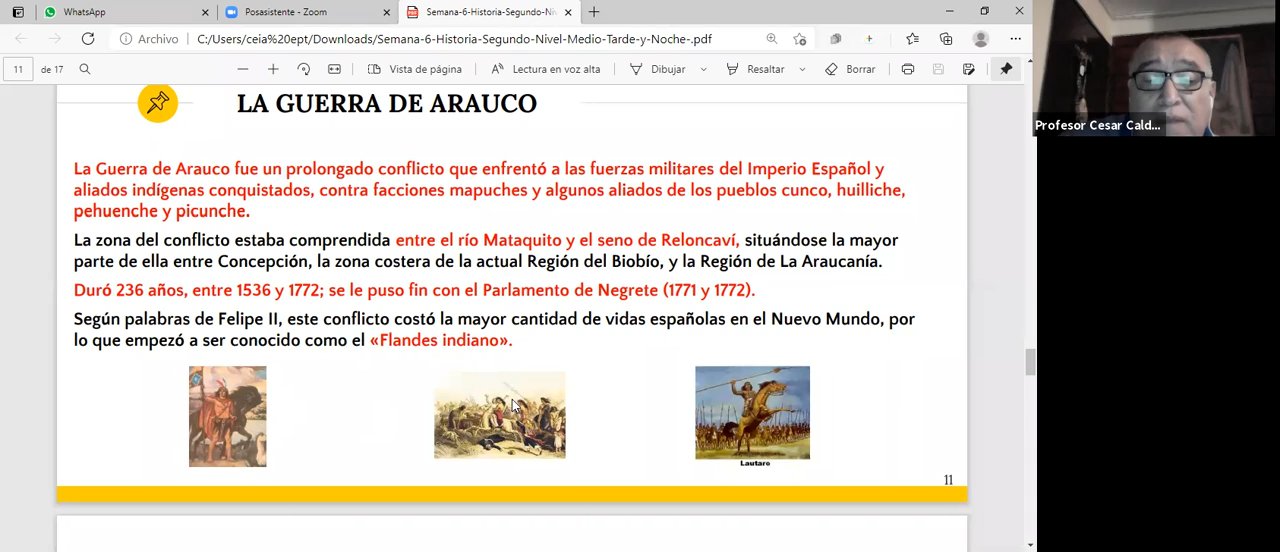 WhatsApp
Posasistente - Zoom
Semana-6-Historia-Segundo-Niv
Archivo
C:/Users/ceia%20ept/Downloads/Semana-6-Historia-Segundo-Nivel-Medio-Tarde-y-Noche-.pdf
11 de 17
Vista de página
Lectura en voz alta
Dibujar
Resaltar
Borrar
Profesor Cesar Cald...
LA GUERRA DE ARAUCO
La Guerra de Arauco fue un prolongado conflicto que enfrentó a las fuerzas militares del Imperio Español y
aliados indígenas conquistados, contra facciones mapuches y algunos aliados de los pueblos cunco, huilliche,
pehuenche y picunche.
La zona del conflicto estaba comprendida entre el río Mataquito y el seno de Reloncaví, situándose la mayor
parte de ella entre Concepción, la zona costera de la actual Región del Biobío, y la Región de La Araucanía.
Duró 236 años, entre 1536 y 1772; se le puso fin con el Parlamento de Negrete (1771 y 1772).
Según palabras de Felipe II, este conflicto costó la mayor cantidad de vidas españolas en el Nuevo Mundo, por
lo que empezó a ser conocido como el «Flandes indiano».
Lautaro
11